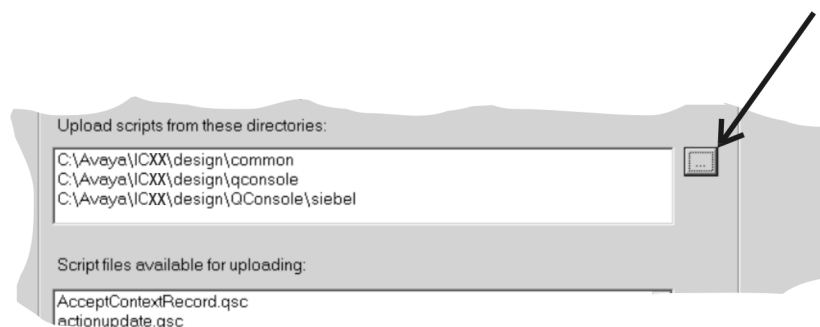 Upload scripts from these directories:
...
C:\Avaya\ICXX\design\common
C:\Avaya\ICXX\design\qconsole
C:\Avaya\ICXX\design\QConsole\siebel
Script files available for uploading:
AcceptContextRecord.qsc
actionupdate.qsc